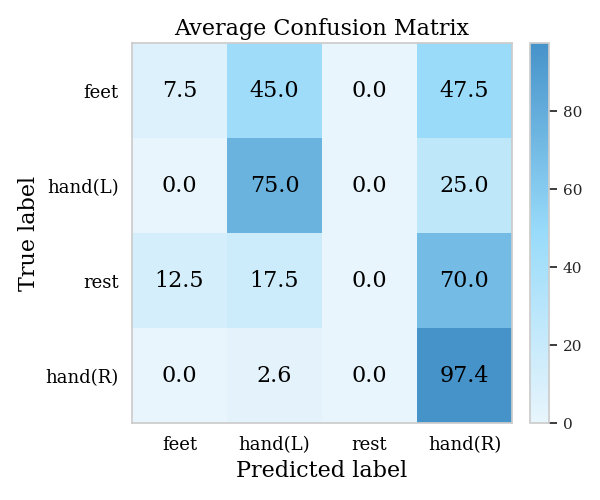 Average Confusion Matrix
True label
feet 7.5 45.0 0.0 47.5
hand(L) 0.0 75.0 0.0 25.0
rest 12.5 17.5 0.0 70.0
hand(R) 0.0 2.6 0.0 97.4
feet hand(L) rest hand(R)
Predicted label
80
60
40
20
0